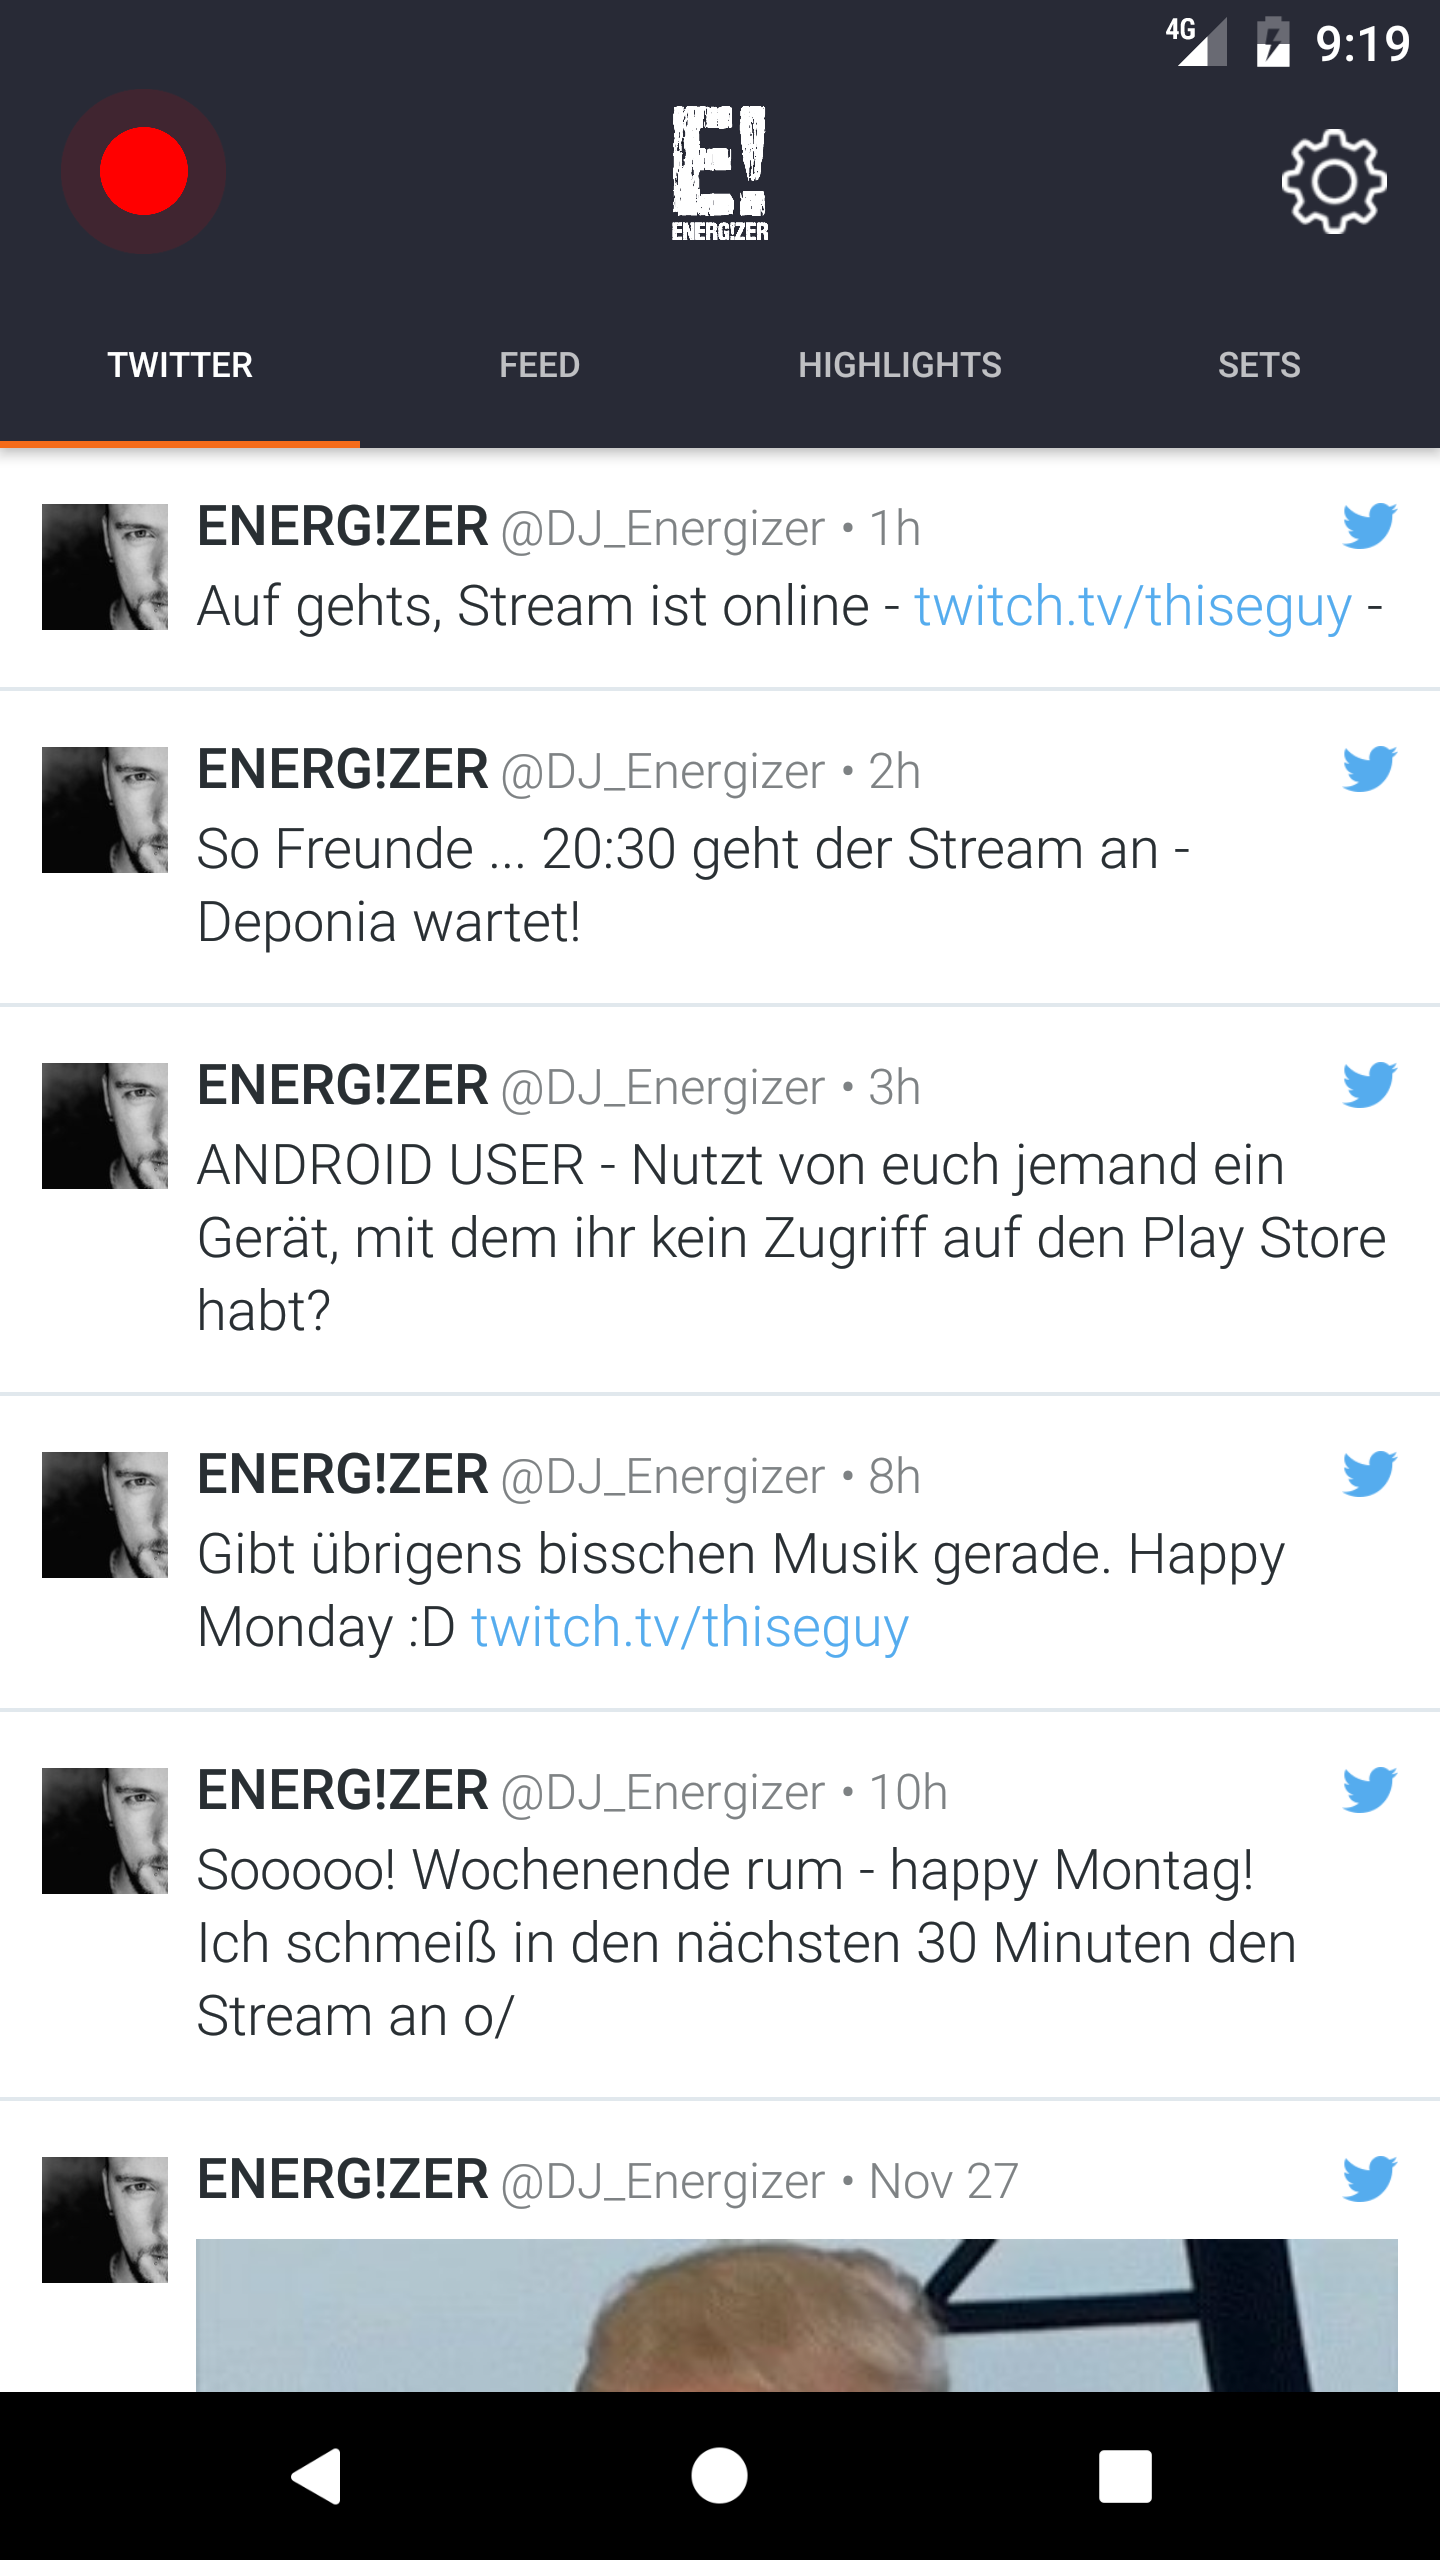 4G 9:19
E!
ENERG!ZER
TWITTER FEED HIGHLIGHTS SETS
ENERG!ZER @DJ_Energizer • 1h
Auf gehts, Stream ist online - twitch.tv/thiseguy -
ENERG!ZER @DJ_Energizer • 2h
So Freunde ... 20:30 geht der Stream an -
Deponia wartet!
ENERG!ZER @DJ_Energizer • 3h
ANDROID USER - Nutzt von euch jemand ein
Gerät, mit dem ihr kein Zugriff auf den Play Store
habt?
ENERG!ZER @DJ_Energizer • 8h
Gibt übrigens bisschen Musik gerade. Happy
Monday :D twitch.tv/thiseguy
ENERG!ZER @DJ_Energizer • 10h
Sooooo! Wochenende rum - happy Montag!
Ich schmeiß in den nächsten 30 Minuten den
Stream an o/
ENERG!ZER @DJ_Energizer • Nov 27